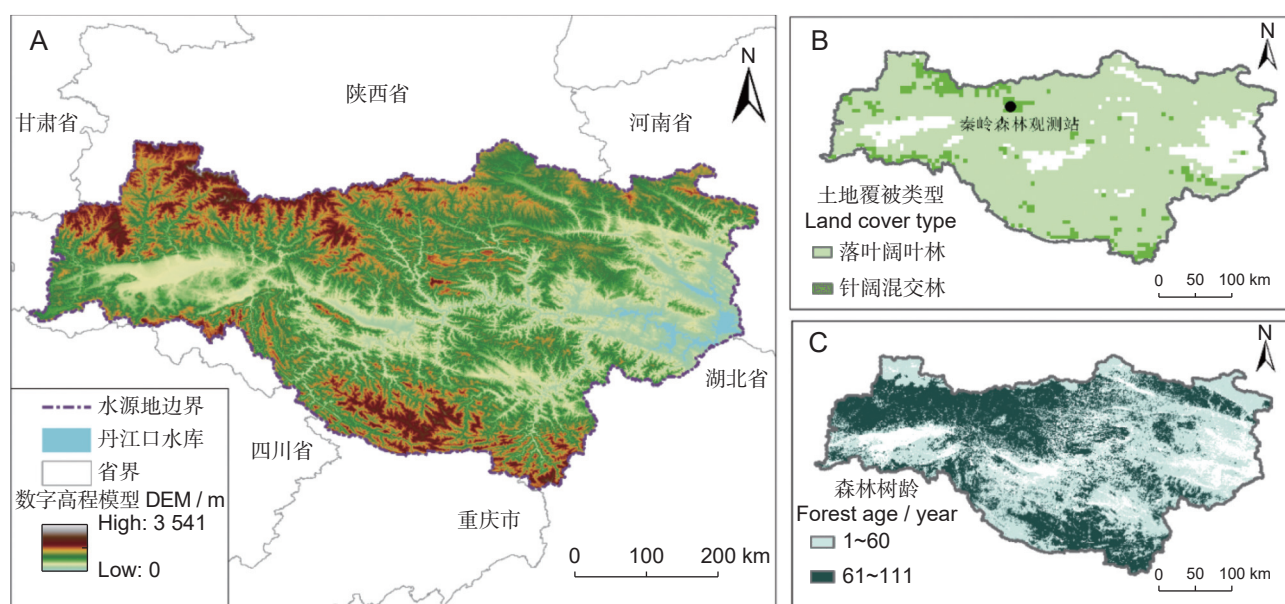 A
N
陕西省
甘肃省
河南省
湖北省
四川省
重庆市
水源地边界
丹江口水库
省界
数字高程模型 DEM / m
High: 3 541
Low: 0
0 100 200 km
B
N
秦岭森林观测站
土地覆被类型
Land cover type
落叶阔叶林
针阔混交林
0 50 100 km
C
N
森林树龄
Forest age / year
1~60
61~111
0 50 100 km